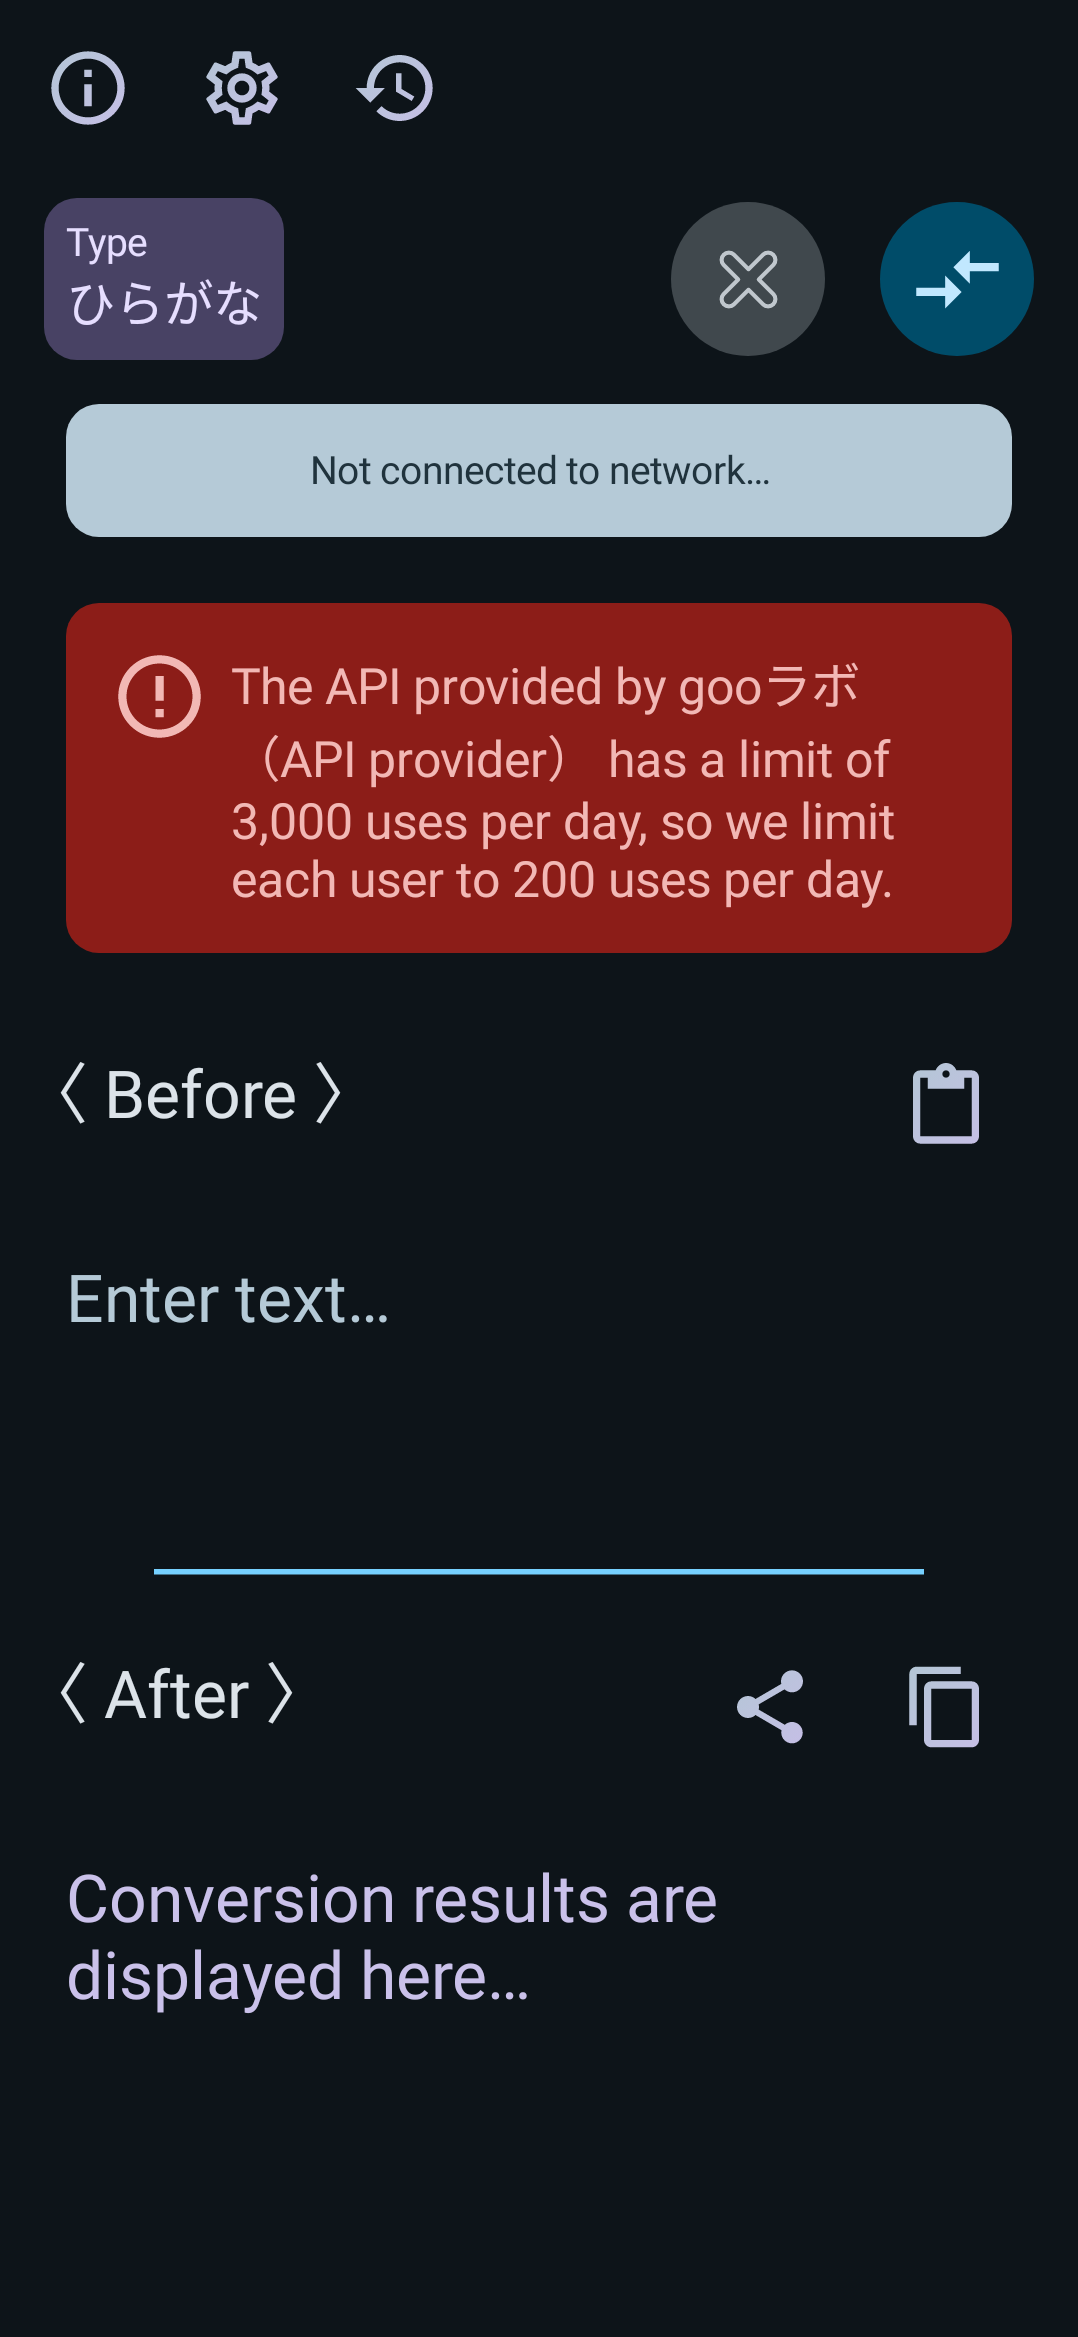 Type
ひらがな
Not connected to network...
The API provided by gooラボ
（API provider） has a limit of
3,000 uses per day, so we limit
each user to 200 uses per day.
〈 Before 〉
Enter text...
〈 After 〉
Conversion results are
displayed here...